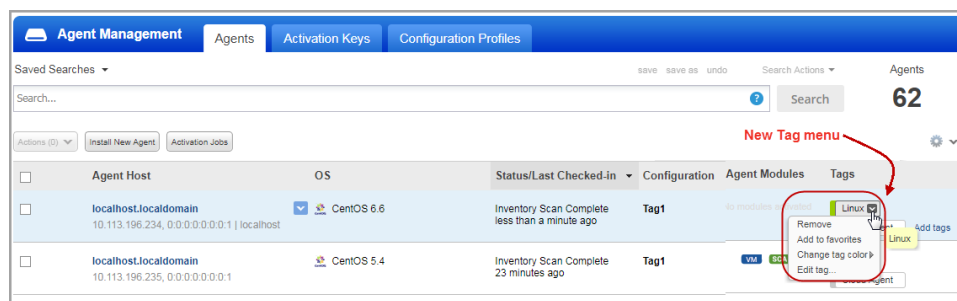 Agent Management
Agents
Activation Keys
Configuration Profiles
Saved Searches
save save as undo
Search Actions
Agents
Search...
Search
62
New Tag menu
Actions (0)
Install New Agent
Activation Jobs
Agent Host
OS
Status/Last Checked-in
Configuration
Agent Modules
Tags
localhost.localdomain
10.113.196.234, 0:0:0:0:0:0:0:1 | localhost
CentOS 6.6
Inventory Scan Complete
less than a minute ago
Tag1
no modules activated
Linux
Add tags
Linux
Remove
Add to favorites
Change tag color
Edit tag...
localhost.localdomain
10.113.196.235, 0:0:0:0:0:0:0:1
CentOS 5.4
Inventory Scan Complete
23 minutes ago
Tag1
VM
Cloud Agent